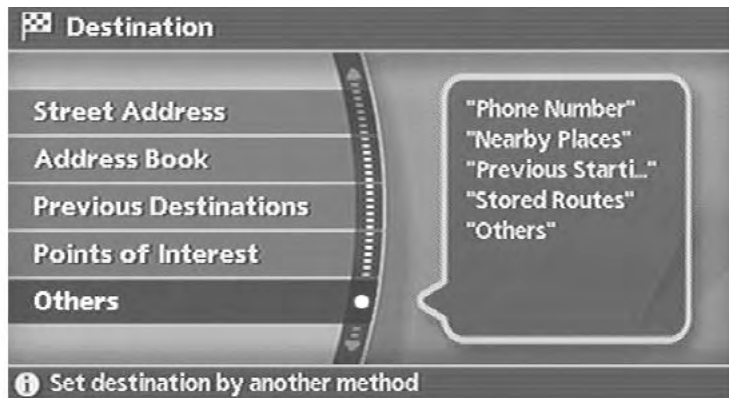 Destination
Street Address
Address Book
Previous Destinations
Points of Interest
Others
"Phone Number"
"Nearby Places"
"Previous Starti..."
"Stored Routes"
"Others"
Set destination by another method